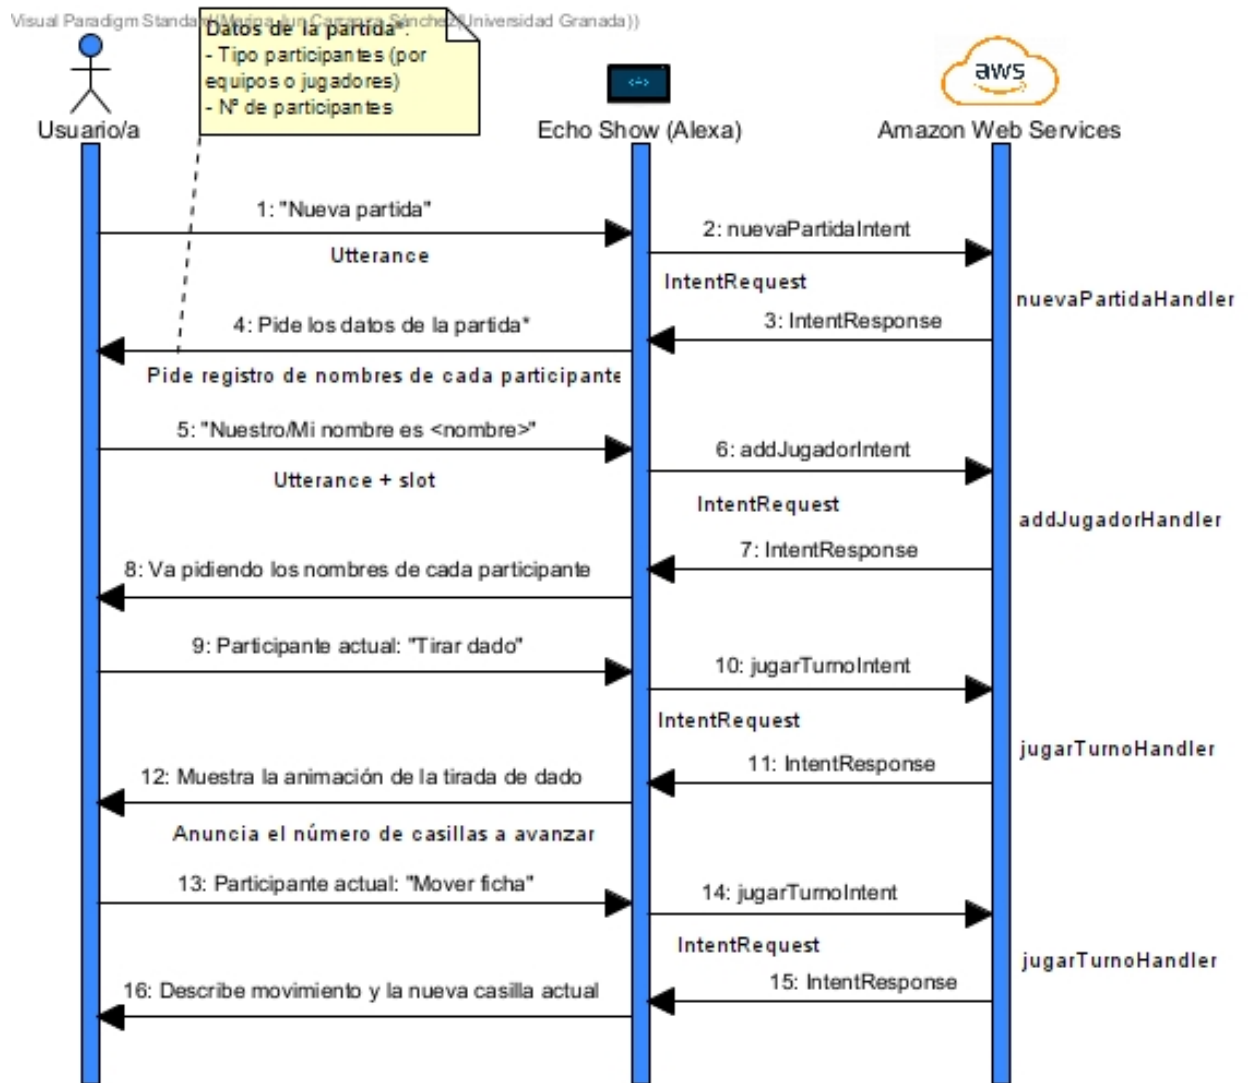 Visual Paradigm Standard(Marina Jun Carranza Sánchez(Universidad Granada))
Datos de la partida*:
- Tipo participantes (por
equipos o jugadores)
- Nº de participantes
aws
Usuario/a
Echo Show (Alexa)
Amazon Web Services
1: "Nueva partida"
Utterance
2: nuevaPartidaIntent
IntentRequest
nuevaPartidaHandler
3: IntentResponse
4: Pide los datos de la partida*
Pide registro de nombres de cada participante
5: "Nuestro/Mi nombre es <nombre>"
Utterance + slot
6: addJugadorIntent
IntentRequest
addJugadorHandler
7: IntentResponse
8: Va pidiendo los nombres de cada participante
9: Participante actual: "Tirar dado"
10: jugarTurnoIntent
IntentRequest
jugarTurnoHandler
11: IntentResponse
12: Muestra la animación de la tirada de dado
Anuncia el número de casillas a avanzar
13: Participante actual: "Mover ficha"
14: jugarTurnoIntent
IntentRequest
jugarTurnoHandler
15: IntentResponse
16: Describe movimiento y la nueva casilla actual